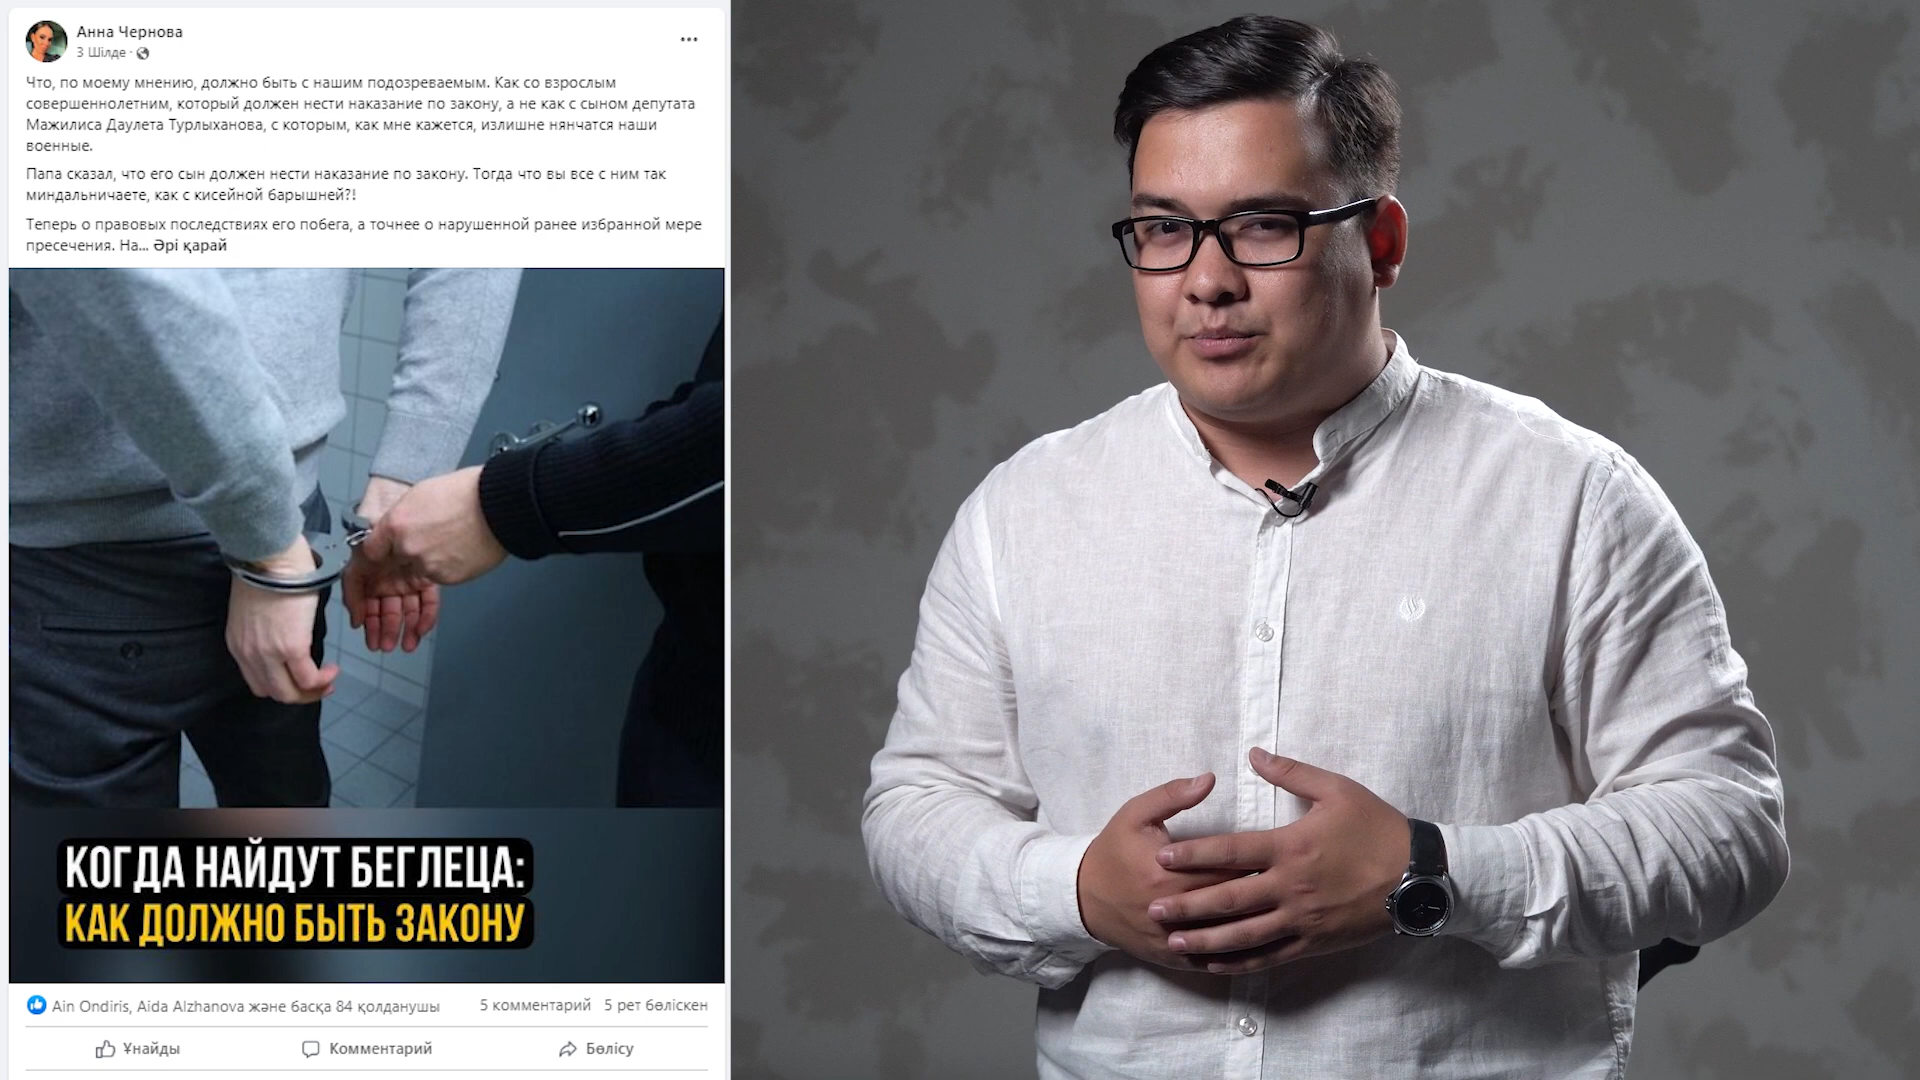 Анна Чернова
3 Шілде ·
Что, по моему мнению, должно быть с нашим подозреваемым. Как со взрослым
совершеннолетним, который должен нести наказание по закону, а не как с сыном депутата
Мажилиса Даулета Турлыханова, с которым, как мне кажется, излишне нянчатся наши
военные.
Папа сказал, что его сын должен нести наказание по закону. Тогда что вы все с ним так
миндальничаете, как с кисейной барышней?!
Теперь о правовых последствиях его побега, а точнее о нарушенной ранее избранной мере
пресечения. На... Әрі қарай
КОГДА НАЙДУТ БЕГЛЕЦА:
КАК ДОЛЖНО БЫТЬ ЗАКОНУ
Ain Ondiris, Aida Alzhanova және басқа 84 қолданушы 5 комментарий 5 рет бөліскен
Ұнайды Комментарий Бөлісу